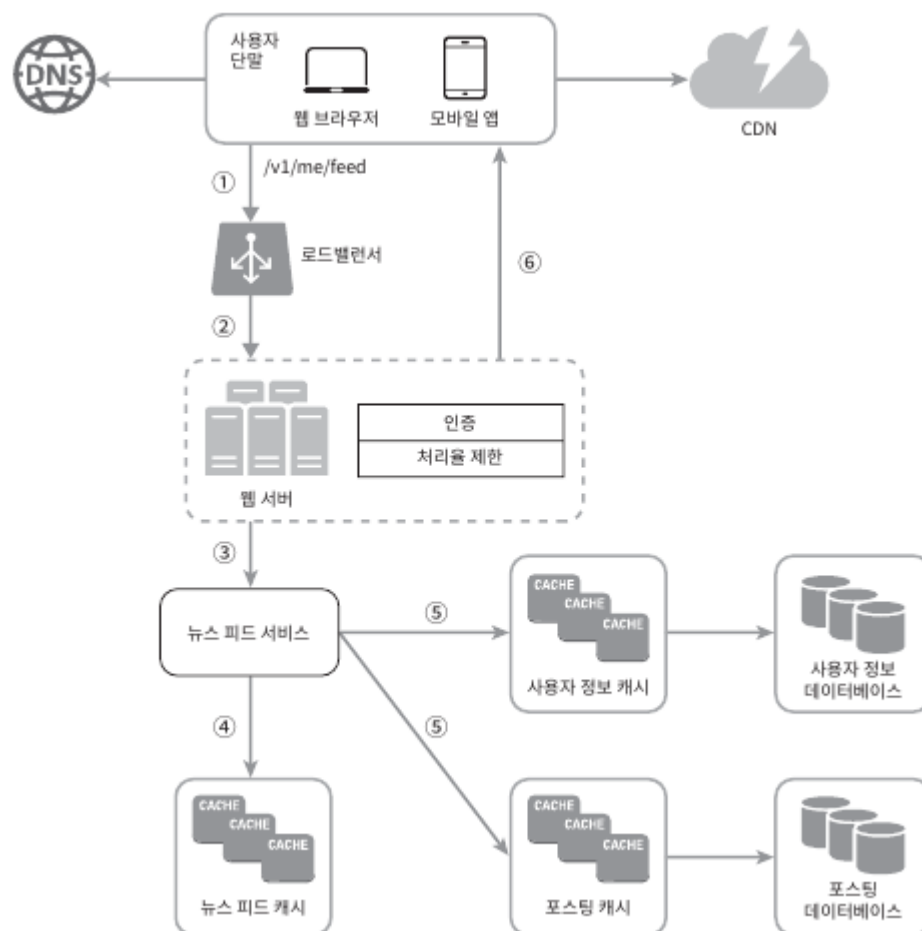 DNS
사용자
단말
웹 브라우저
모바일 앱
CDN
①
/v1/me/feed
로드밸런서
⑥
②
인증
처리율 제한
웹 서버
③
뉴스 피드 서비스
⑤
CACHE
CACHE
CACHE
사용자 정보 캐시
사용자 정보
데이터베이스
④
⑤
CACHE
CACHE
CACHE
뉴스 피드 캐시
CACHE
CACHE
CACHE
포스팅 캐시
포스팅
데이터베이스